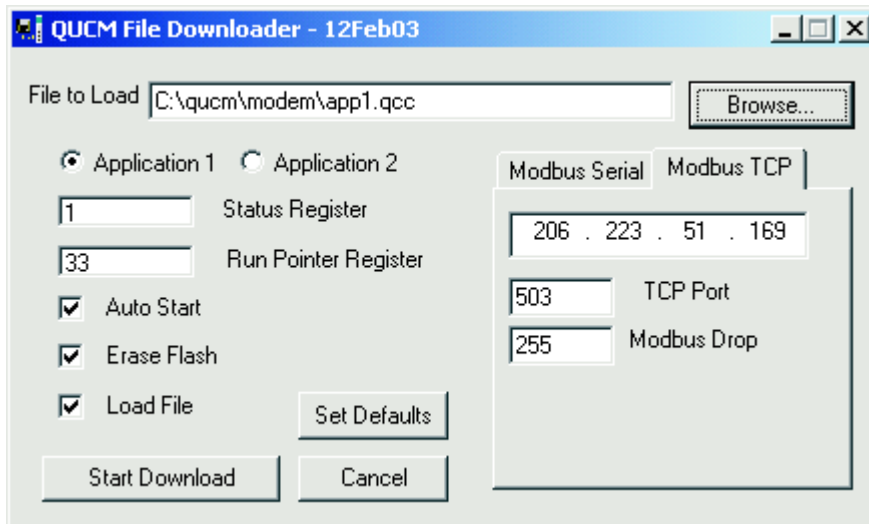 QUCM File Downloader - 12Feb03
File to Load C:\qucm\modem\app1.qcc Browse...
Application 1 Application 2
Modbus Serial Modbus TCP
1 Status Register
206 . 223 . 51 . 169
33 Run Pointer Register
503 TCP Port
Auto Start
255 Modbus Drop
Erase Flash
Load File
Set Defaults
Start Download Cancel